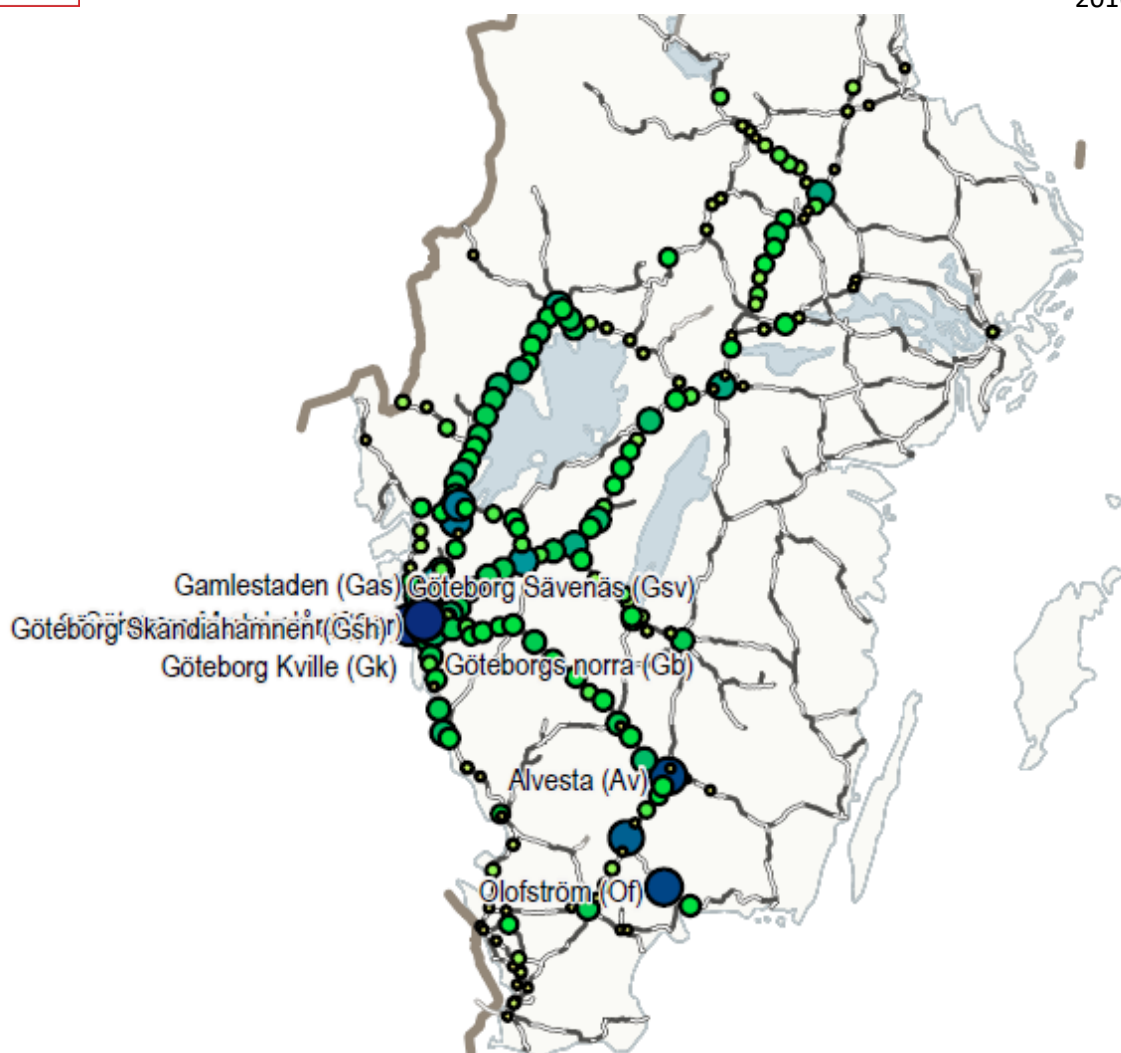 Gamlestaden (Gas)
Göteborg Sävenäs (Gsv)
Göteborg Skandiahamnen (Gsh)
Göteborg Kville (Gk)
Göteborgs norra (Gb)
Alvesta (Av)
Olofström (Of)